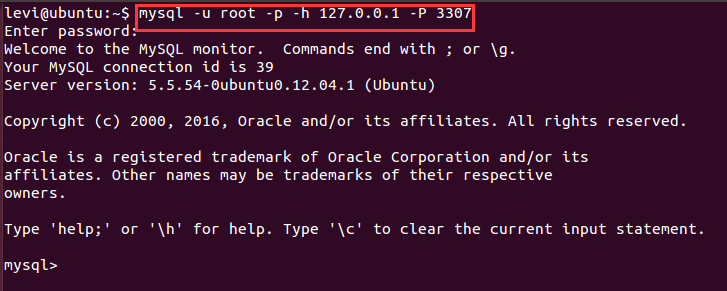 levi@ubuntu:~$ mysql -u root -p -h 127.0.0.1 -P 3307
Enter password:
Welcome to the MySQL monitor.  Commands end with ; or \g.
Your MySQL connection id is 39
Server version: 5.5.54-0ubuntu0.12.04.1 (Ubuntu)
Copyright (c) 2000, 2016, Oracle and/or its affiliates. All rights reserved.
Oracle is a registered trademark of Oracle Corporation and/or its
affiliates. Other names may be trademarks of their respective
owners.
Type 'help;' or '\h' for help. Type '\c' to clear the current input statement.
mysql>